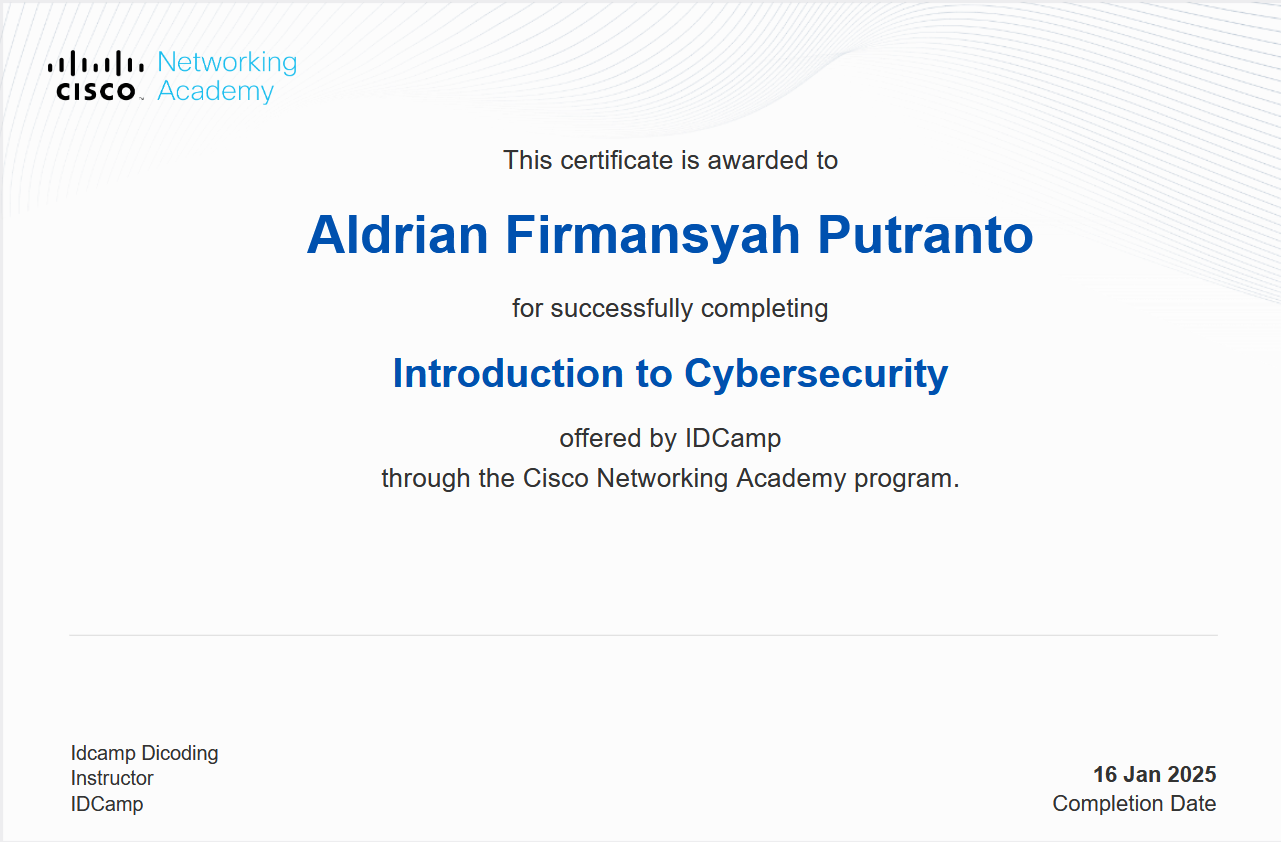 Networking
CISCO™ Academy
This certificate is awarded to
Aldrian Firmansyah Putranto
for successfully completing
Introduction to Cybersecurity
offered by IDCamp
through the Cisco Networking Academy program.
Idcamp Dicoding
Instructor
IDCamp
16 Jan 2025
Completion Date